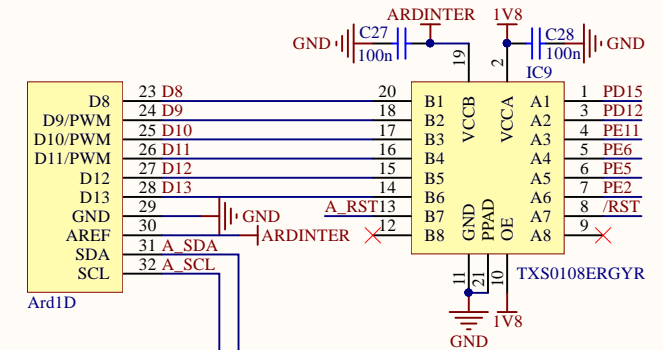 ARDINTER 1V8
GND C27 100n C28 100n GND
19 2 IC9
D8 23 D8 20 B1 VCCB VCCA A1 1 PD15
D9/PWM 24 D9 18 B2 A2 3 PD12
D10/PWM 25 D10 17 B3 A3 4 PE11
D11/PWM 26 D11 16 B4 A4 5 PE6
D12 27 D12 15 B5 A5 6 PE5
D13 28 D13 14 B6 A6 7 PE2
GND 29 GND A_RST 13 B7 GND PPAD OE A7 8 /RST
AREF 30 ARDINTER 12 B8 A8 9
SDA 31 A_SDA
SCL 32 A_SCL 11 21 10 TXS0108ERGYR
Ard1D
GND 1V8